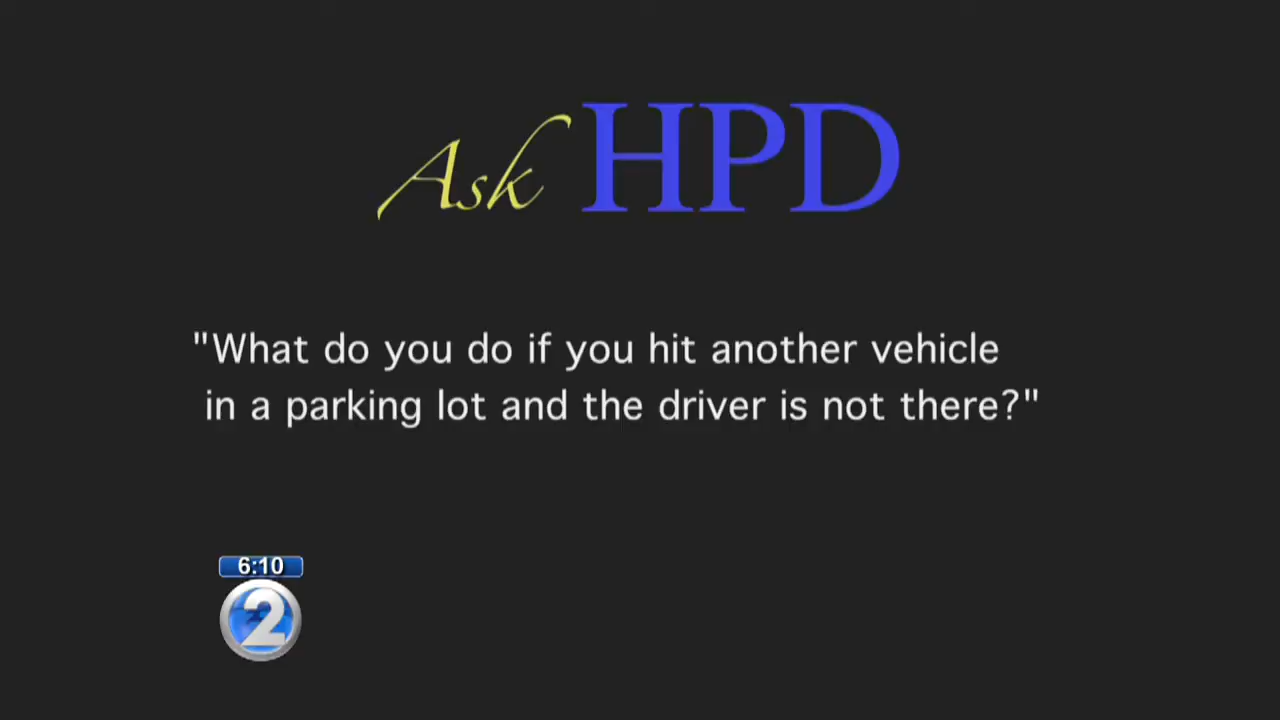 Ask HPD
"What do you do if you hit another vehicle
in a parking lot and the driver is not there?"
6:10
2